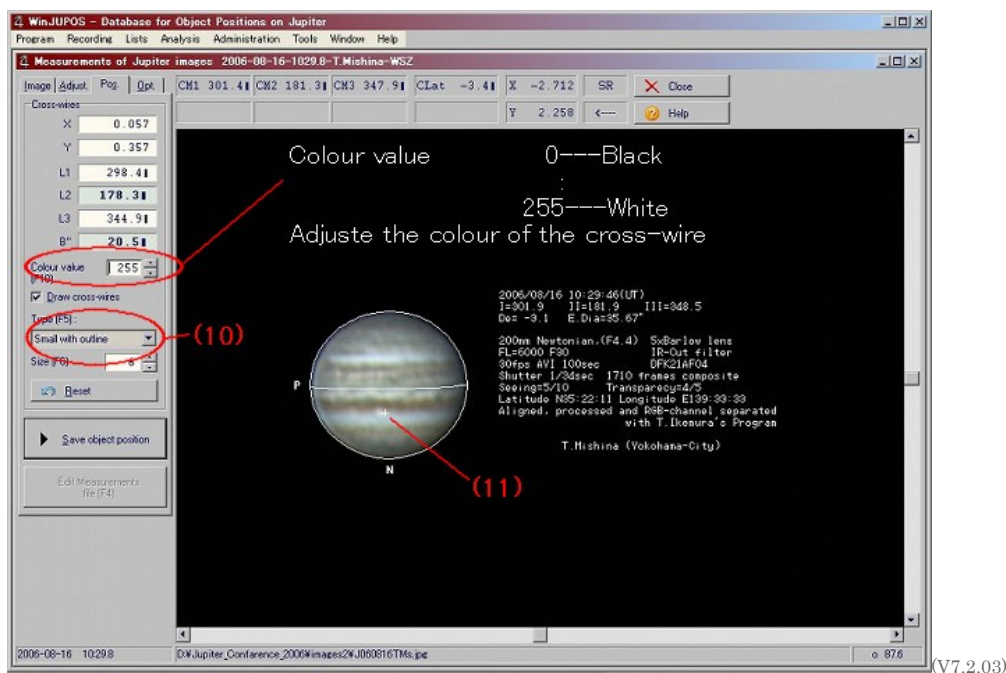 WinJUPOS - Database for Object Positions on Jupiter
Program Recording Lists Analysis Administration Tools Window Help
Measurements of Jupiter images 2006-08-16-1029.8-T.Mishina-WSZ
Image Adjust. Pos. Opt.
CM1 301.4 CM2 181.3 CM3 347.9 CLat -3.4 X -2.712 SR Close
Y 2.258 <---- Help
Cross-wires
X 0.057
Y 0.357
L1 298.4
L2 178.3
L3 344.9
B" 20.5
Colour value (F10) 255
Draw cross-wires
Type (F5) :
Small with outline
Size (F6) 6
Reset
Save object position
Edit Measurements
file (F4)
Colour value 0---Black
:
255---White
Adjuste the colour of the cross-wire
(10)
(11)
P
N
2006/08/16 10:29:46(UT)
I=301.9 II=181.9 III=348.5
De= -3.1 E.Dia=35.67"
200mm Newtonian,(F4.4) 5xBarlow lens
FL=6000 F30 IR-Cut filter
30fps AVI 100sec DFK21AF04
Shutter 1/34sec 1710 frames composite
Seeing=5/10 Transparecy=4/5
Latitude N35:22:11 Longitude E139:33:33
Aligned, processed and RGB-channel separated
with T.Ikemura's Program
T.Mishina (Yokohama-City)
2006-08-16 1029.8 D:¥Jupiter_Confarence_2006¥images2¥J060816TMs.jpg o 87.6
(V7.2.03)